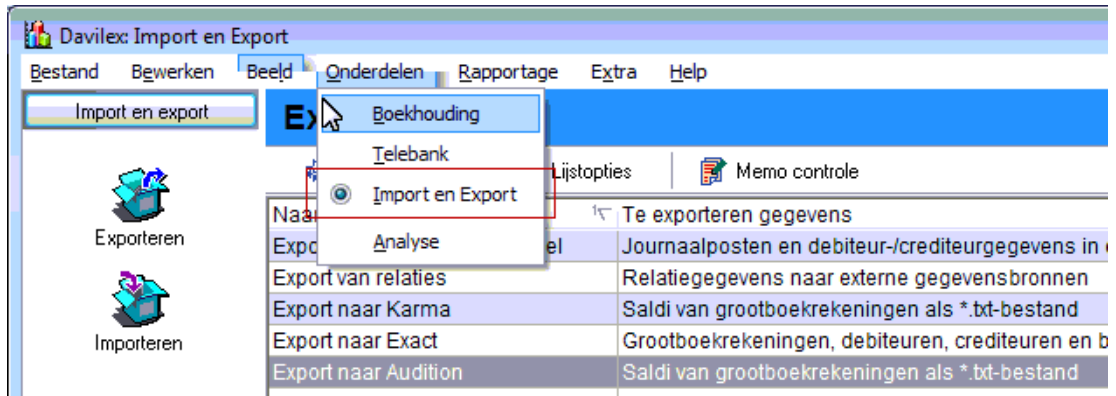 Davilex: Import en Export
Bestand Bewerken Beeld Onderdelen Rapportage Extra Help
Import en export
Boekhouding
Telebank
Import en Export
Analyse
Lijstopties Memo controle
Te exporteren gegevens
Journaalposten en debiteur-/crediteurgegevens in
Export van relaties Relatiegegevens naar externe gegevensbronnen
Export naar Karma Saldi van grootboekrekeningen als *.txt-bestand
Export naar Exact Grootboekrekeningen, debiteuren, crediteuren en b
Export naar Audition Saldi van grootboekrekeningen als *.txt-bestand
Exporteren
Importeren